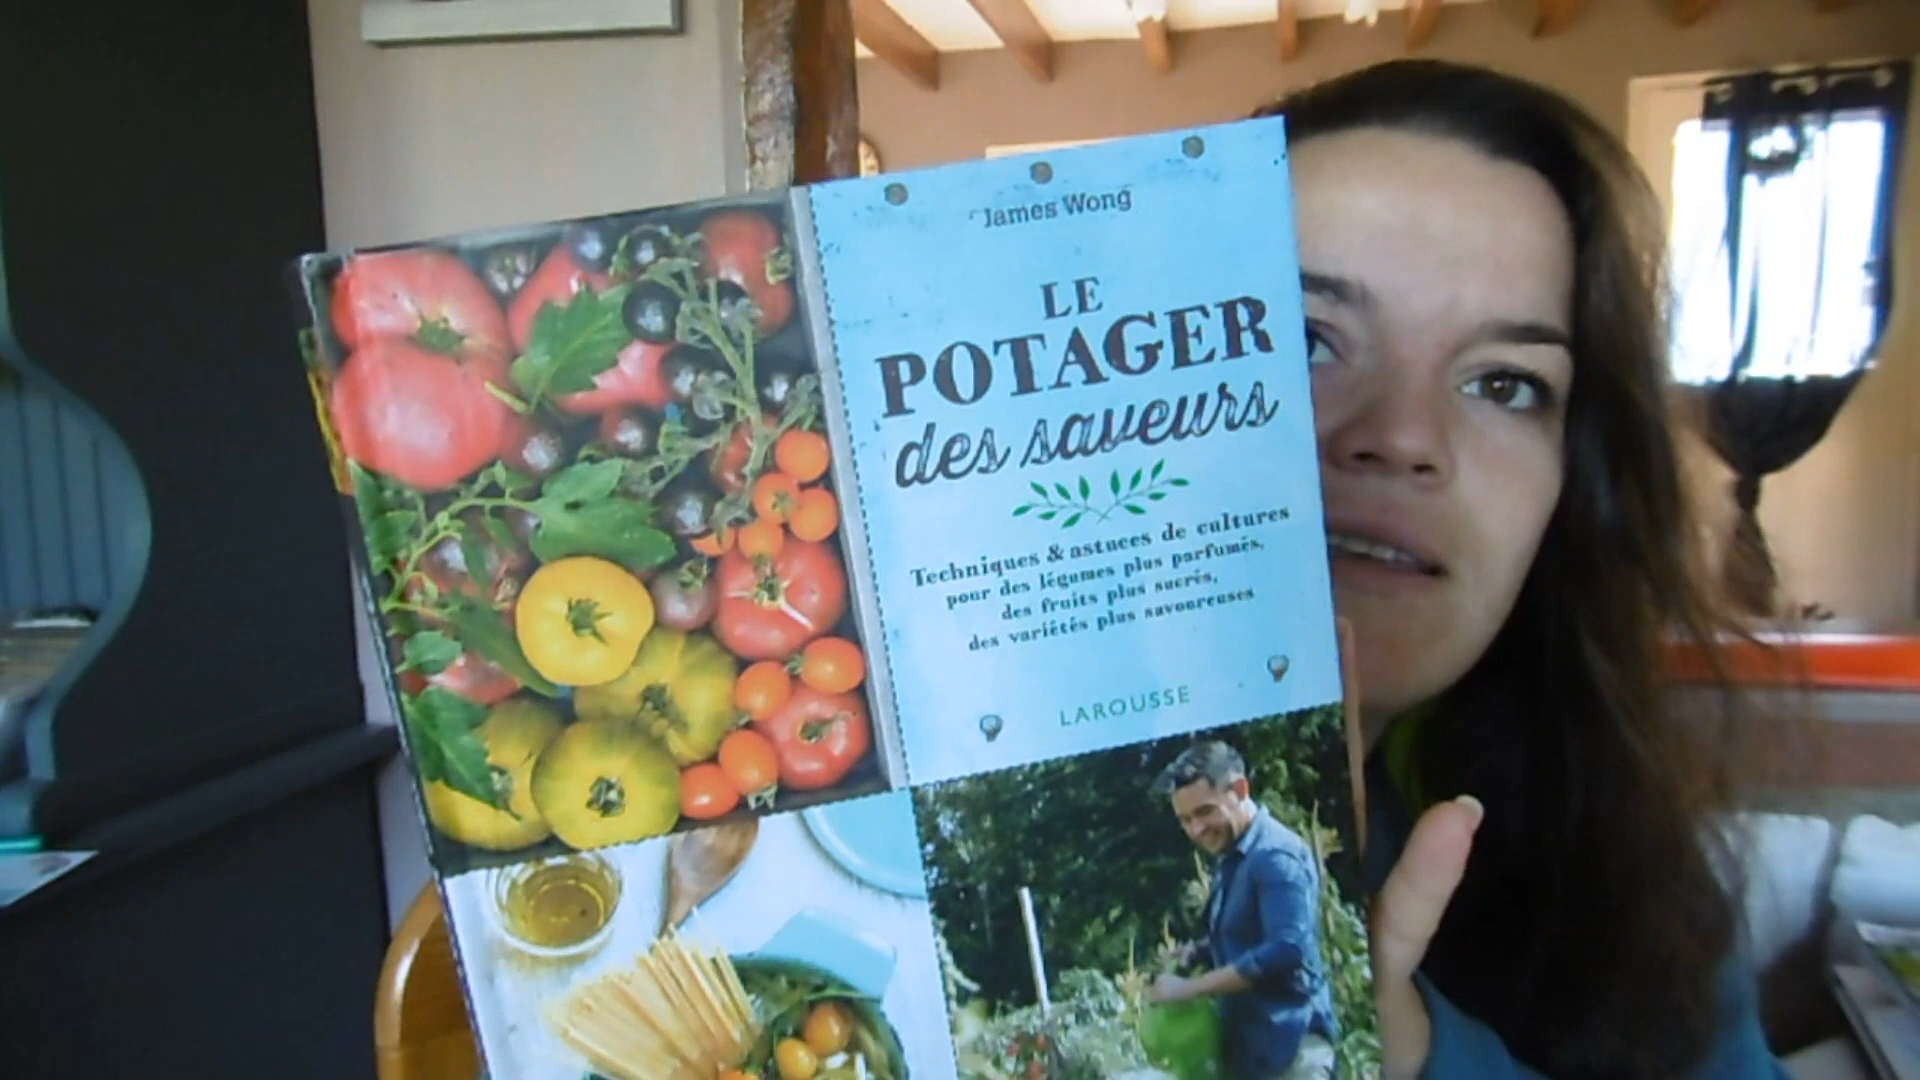 James Wong
LE
POTAGER
des saveurs
Techniques & astuces de cultures
pour des légumes plus parfumés,
des fruits plus sucrés,
des variétés plus savoureuses
LAROUSSE